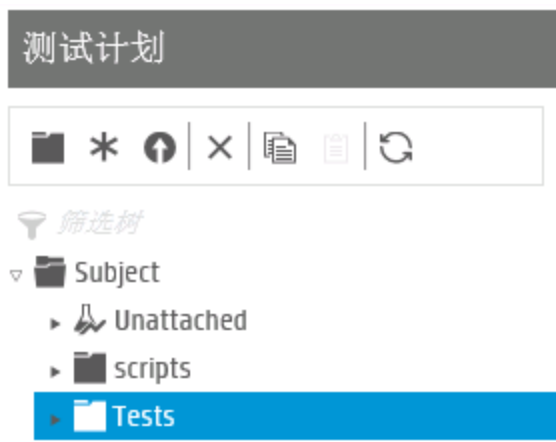 测试计划
筛选树
Subject
Unattached
scripts
Tests